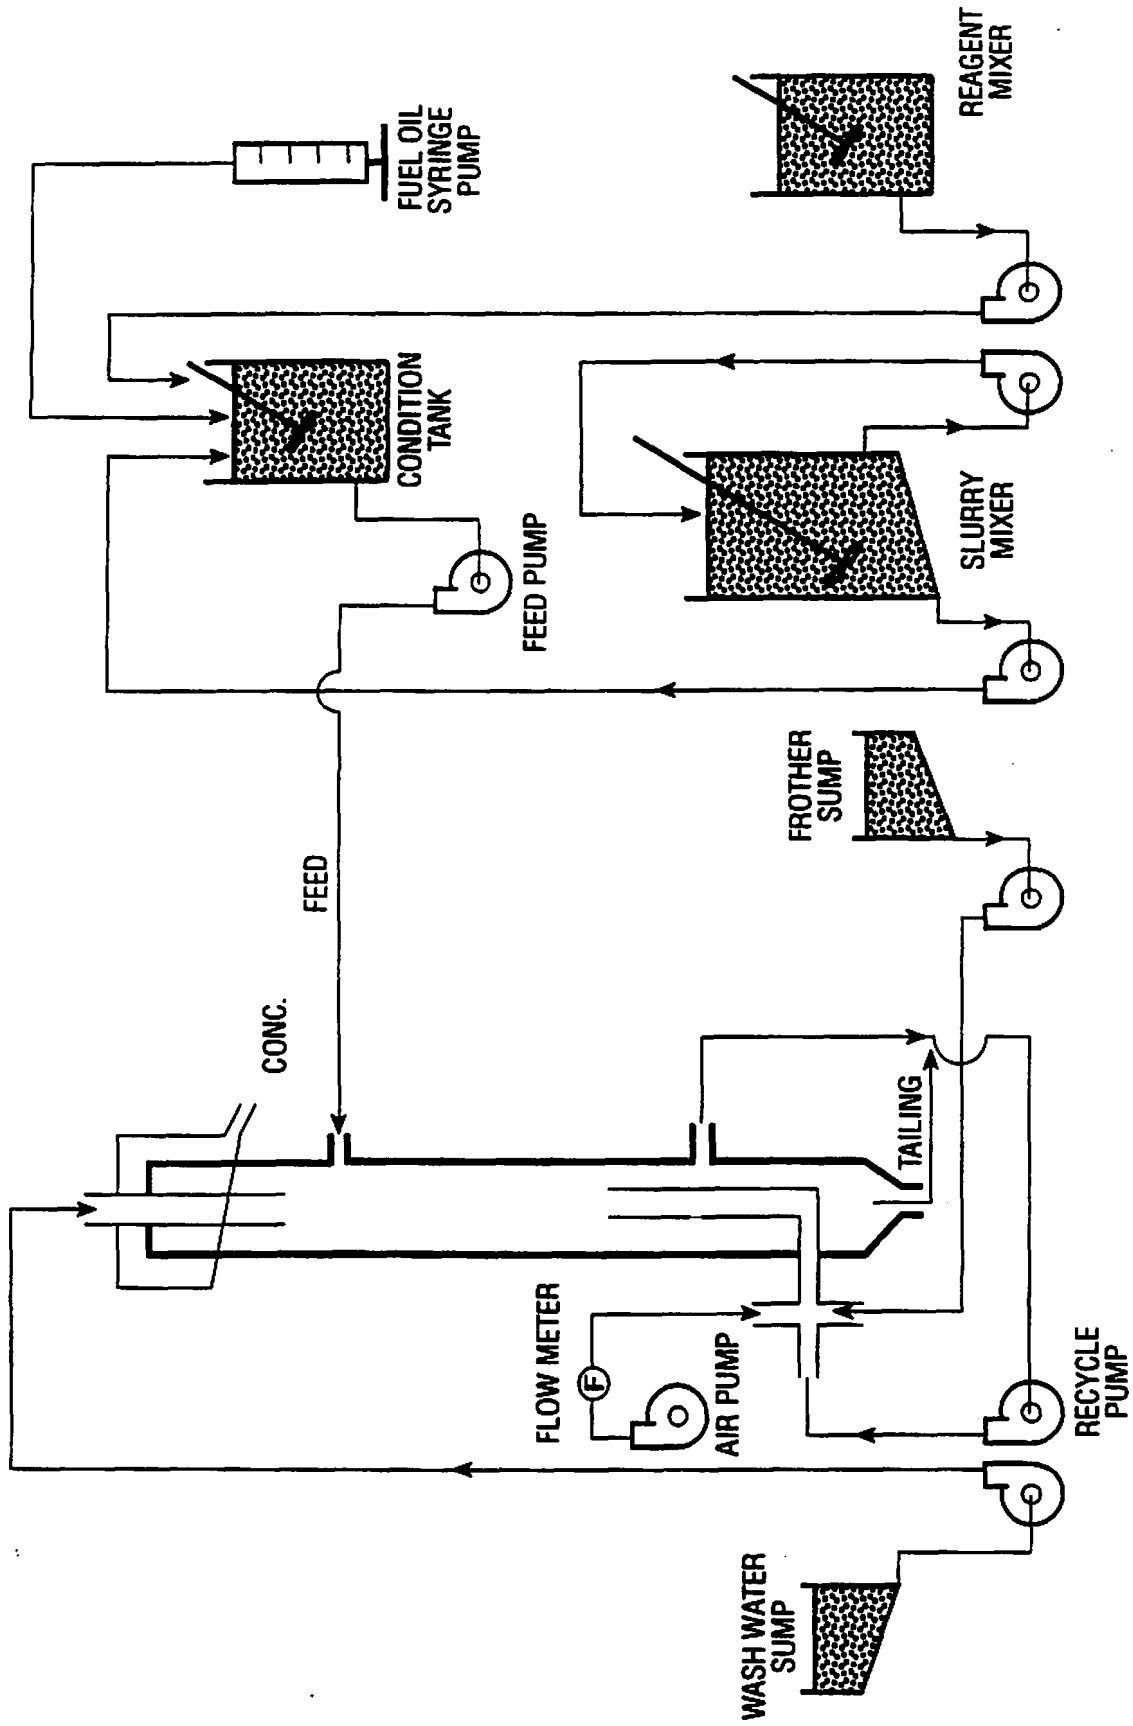 WASH WATER
SUMP
FLOW METER
F
AIR PUMP
RECYCLE
PUMP
CONC.
TAILING
FEED
FROTHER
SUMP
FEED PUMP
SLURRY
MIXER
CONDITION
TANK
FUEL OIL
SYRINGE
PUMP
REAGENT
MIXER